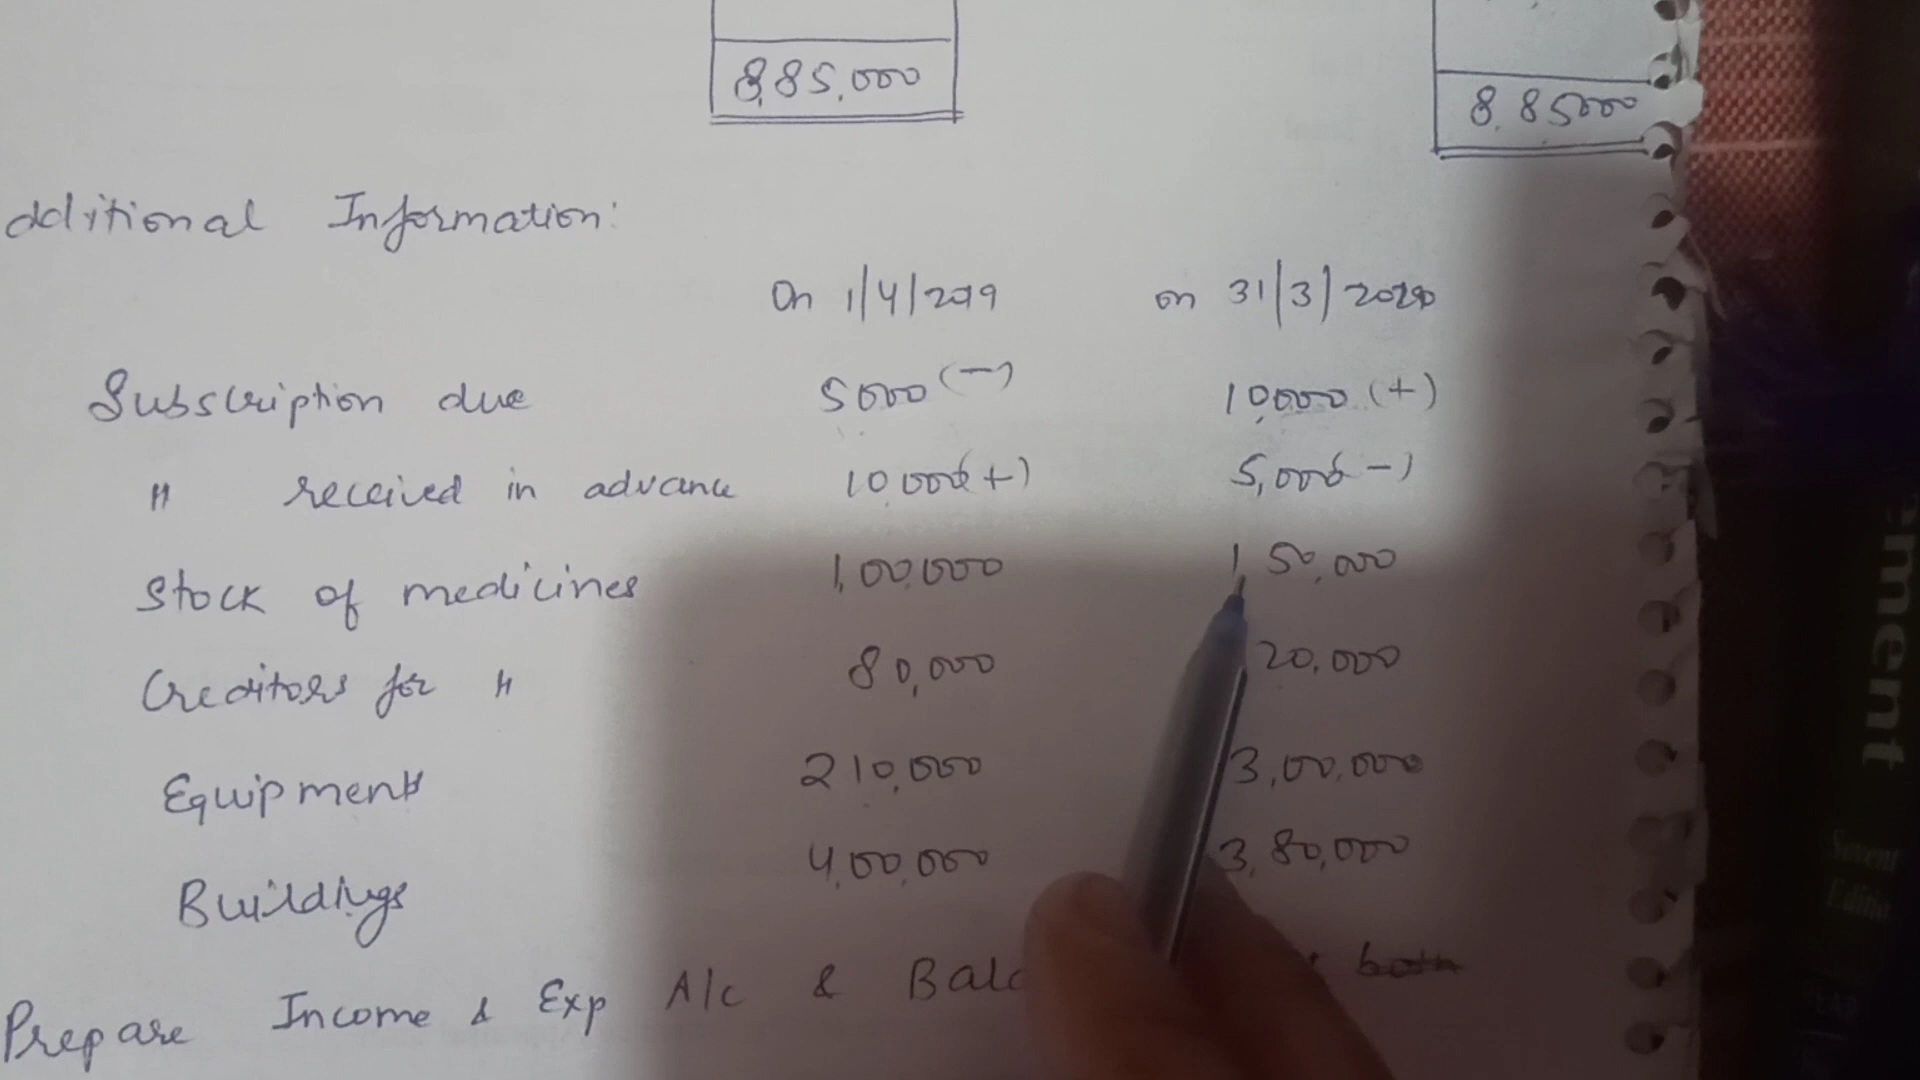 8,85,000 8,85000
dditional Information:
On 1/4/2019 on 31/3/2020
Subscription due 5000 (-) 10,000 (+)
" received in advance 10,000(+) 5,000(-)
Stock of medicines 1,00,000 1,50,000
Creditors for " 80,000 20,000
Equipment 210,000 3,00,000
Buildings 4,00,000 3,80,000
Prepare Income & Exp A/c & Bala
ement